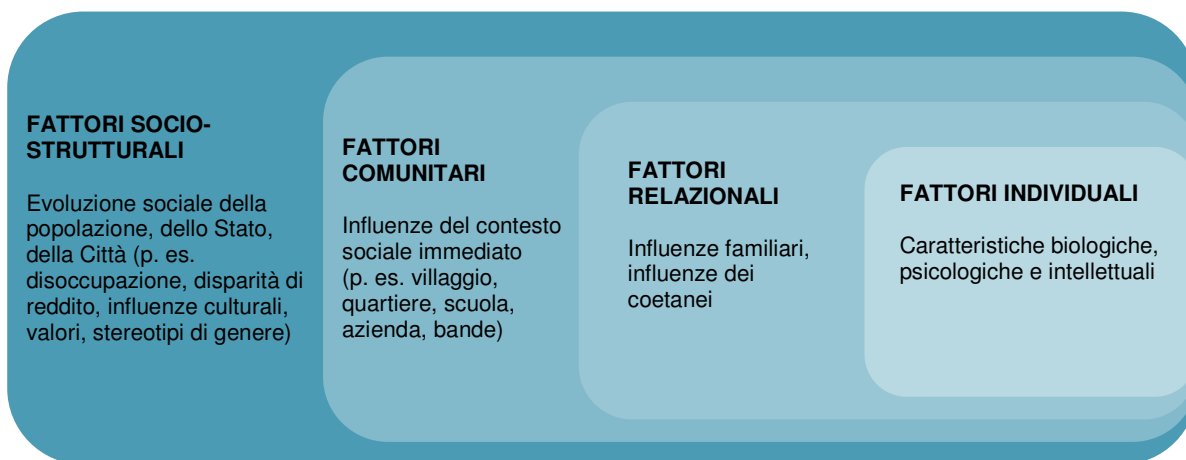 FATTORI SOCIO-
STRUTTURALI
Evoluzione sociale della
popolazione, dello Stato,
della Città (p. es.
disoccupazione, disparità di
reddito, influenze culturali,
valori, stereotipi di genere)
FATTORI
COMUNITARI
Influenze del contesto
sociale immediato
(p. es. villaggio,
quartiere, scuola,
azienda, bande)
FATTORI
RELAZIONALI
Influenze familiari,
influenze dei
coetanei
FATTORI INDIVIDUALI
Caratteristiche biologiche,
psicologiche e intellettuali